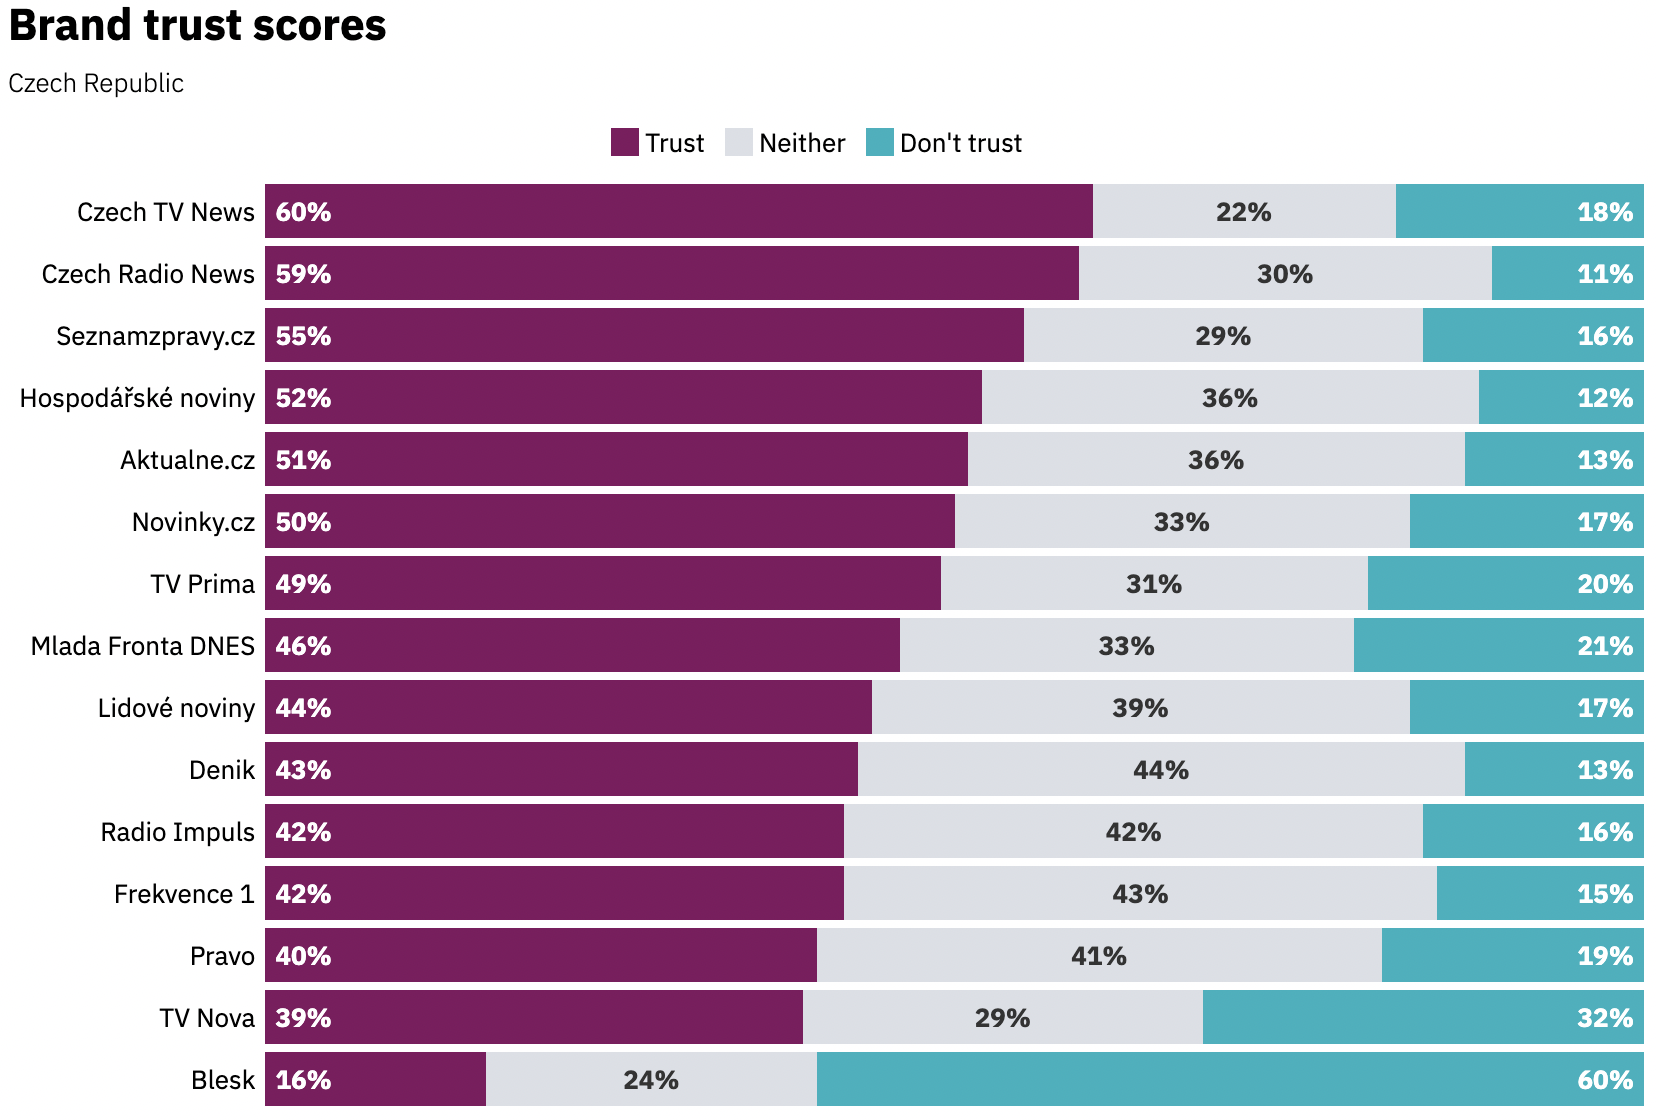 Brand trust scores
Czech Republic
Trust Neither Don't trust
Czech TV News 60% 22% 18%
Czech Radio News 59% 30% 11%
Seznamzpravy.cz 55% 29% 16%
Hospodářské noviny 52% 36% 12%
Aktualne.cz 51% 36% 13%
Novinky.cz 50% 33% 17%
TV Prima 49% 31% 20%
Mlada Fronta DNES 46% 33% 21%
Lidové noviny 44% 39% 17%
Denik 43% 44% 13%
Radio Impuls 42% 42% 16%
Frekvence 1 42% 43% 15%
Pravo 40% 41% 19%
TV Nova 39% 29% 32%
Blesk 16% 24% 60%